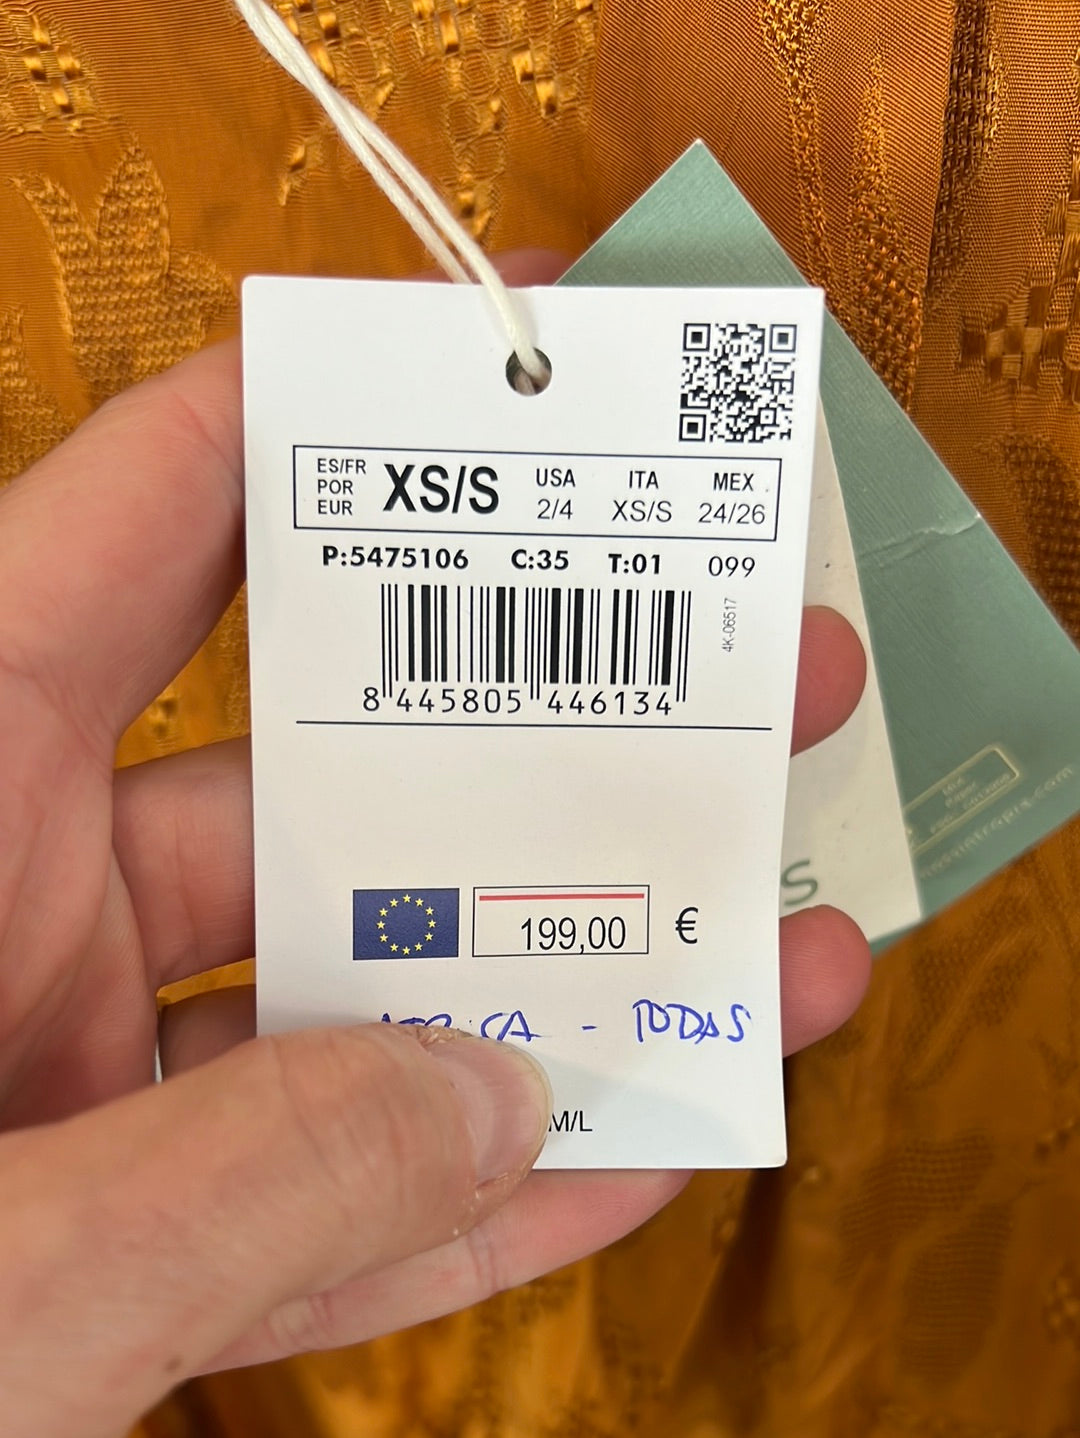 ES/FR
POR
EUR
XS/S
USA
2/4
ITA
XS/S
MEX
24/26
P:5475106 C:35 T:01 099
4K-06517
8 445805 446134
199,00 €
- TODAS
M/L
S